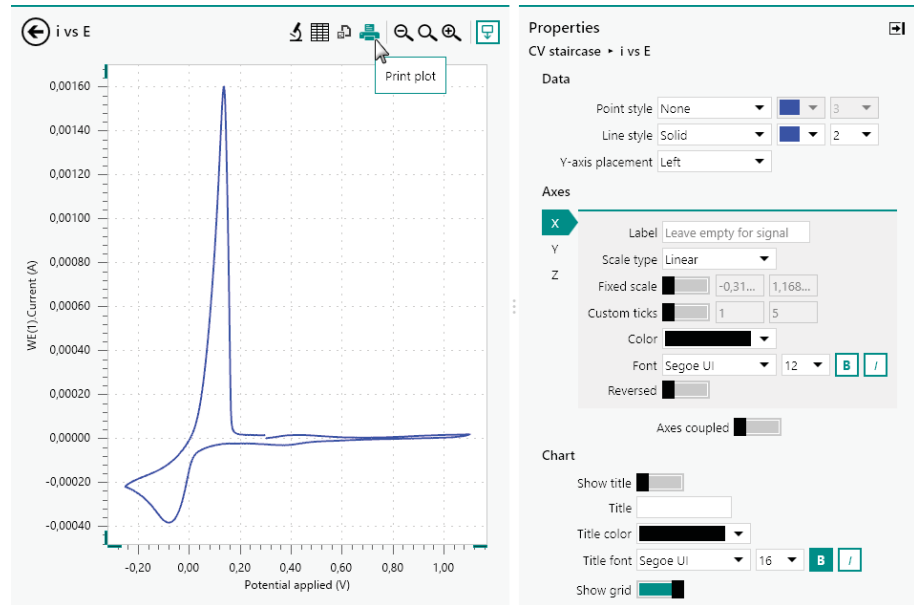 i vs E
Print plot
0,00160
0,00140
0,00120
0,00100
0,00080
0,00060
0,00040
0,00020
0,00000
-0,00020
-0,00040
WE(1).Current (A)
-0,20 0,00 0,20 0,40 0,60 0,80 1,00
Potential applied (V)
Properties
CV staircase ‣ i vs E
Data
Point style None 3
Line style Solid 2
Y-axis placement Left
Axes
X
Y
Z
Label Leave empty for signal
Scale type Linear
Fixed scale -0,31... 1,168...
Custom ticks 1 5
Color
Font Segoe UI 12 B I
Reversed
Axes coupled
Chart
Show title
Title
Title color
Title font Segoe UI 16 B I
Show grid